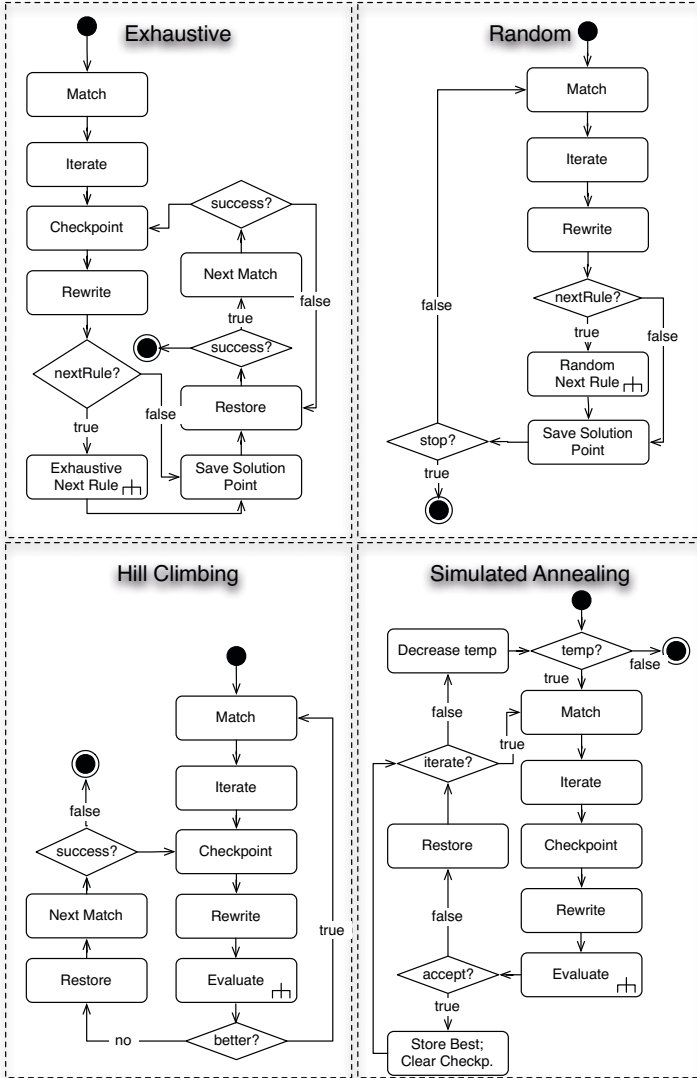 Exhaustive
Match
Iterate
Checkpoint
success?
Rewrite
Next Match
false
true
nextRule?
success?
false
Restore
true
Exhaustive
Next Rule
Save Solution
Point
Random
Match
Iterate
Rewrite
false
nextRule?
true
false
Random
Next Rule
stop?
Save Solution
Point
true
Hill Climbing
Match
Iterate
false
success?
Checkpoint
Next Match
Rewrite
true
Restore
Evaluate
no
better?
Simulated Annealing
Decrease temp
temp?
false
true
false
Match
true
iterate?
Iterate
Restore
Checkpoint
false
Rewrite
accept?
Evaluate
true
Store Best;
Clear Checkp.